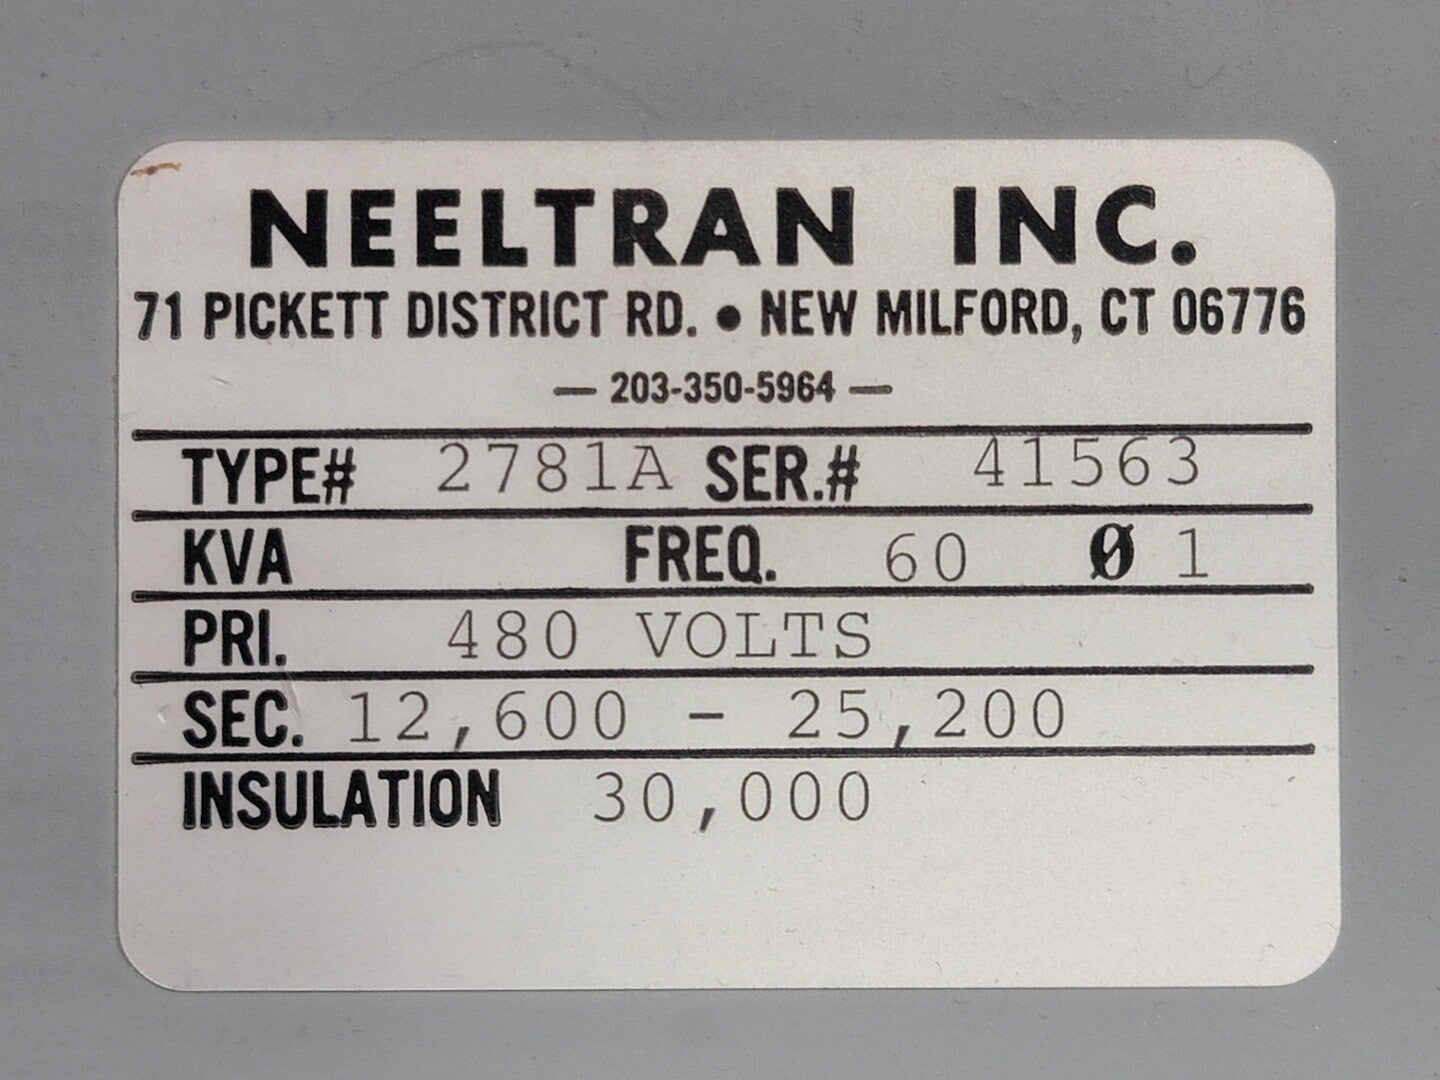 NEELTRAN INC.
71 PICKETT DISTRICT RD. • NEW MILFORD, CT 06776
— 203-350-5964 —
TYPE# 2781A SER.# 41563
KVA FREQ. 60 Ø 1
PRI. 480 VOLTS
SEC. 12,600 - 25,200
INSULATION 30,000